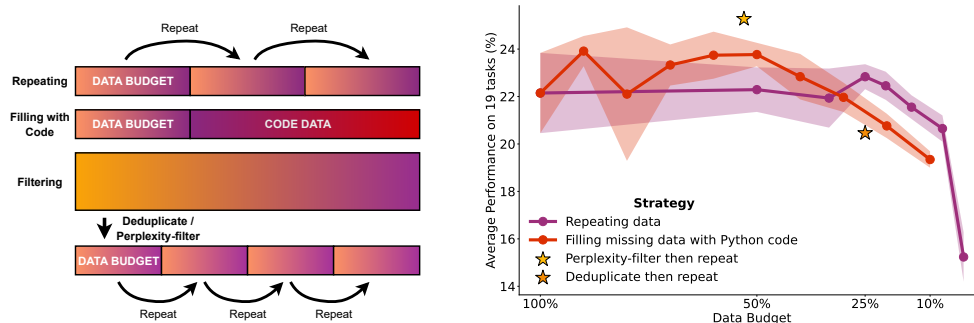 Repeat
Repeat
Repeating
DATA BUDGET
Filling with
Code
DATA BUDGET
CODE DATA
Filtering
Deduplicate /
Perplexity-filter
DATA BUDGET
Repeat
Repeat
Repeat
Average Performance on 19 tasks (%)
24
22
20
18
16
14
Strategy
Repeating data
Filling missing data with Python code
Perplexity-filter then repeat
Deduplicate then repeat
100%
50%
25%
10%
Data Budget